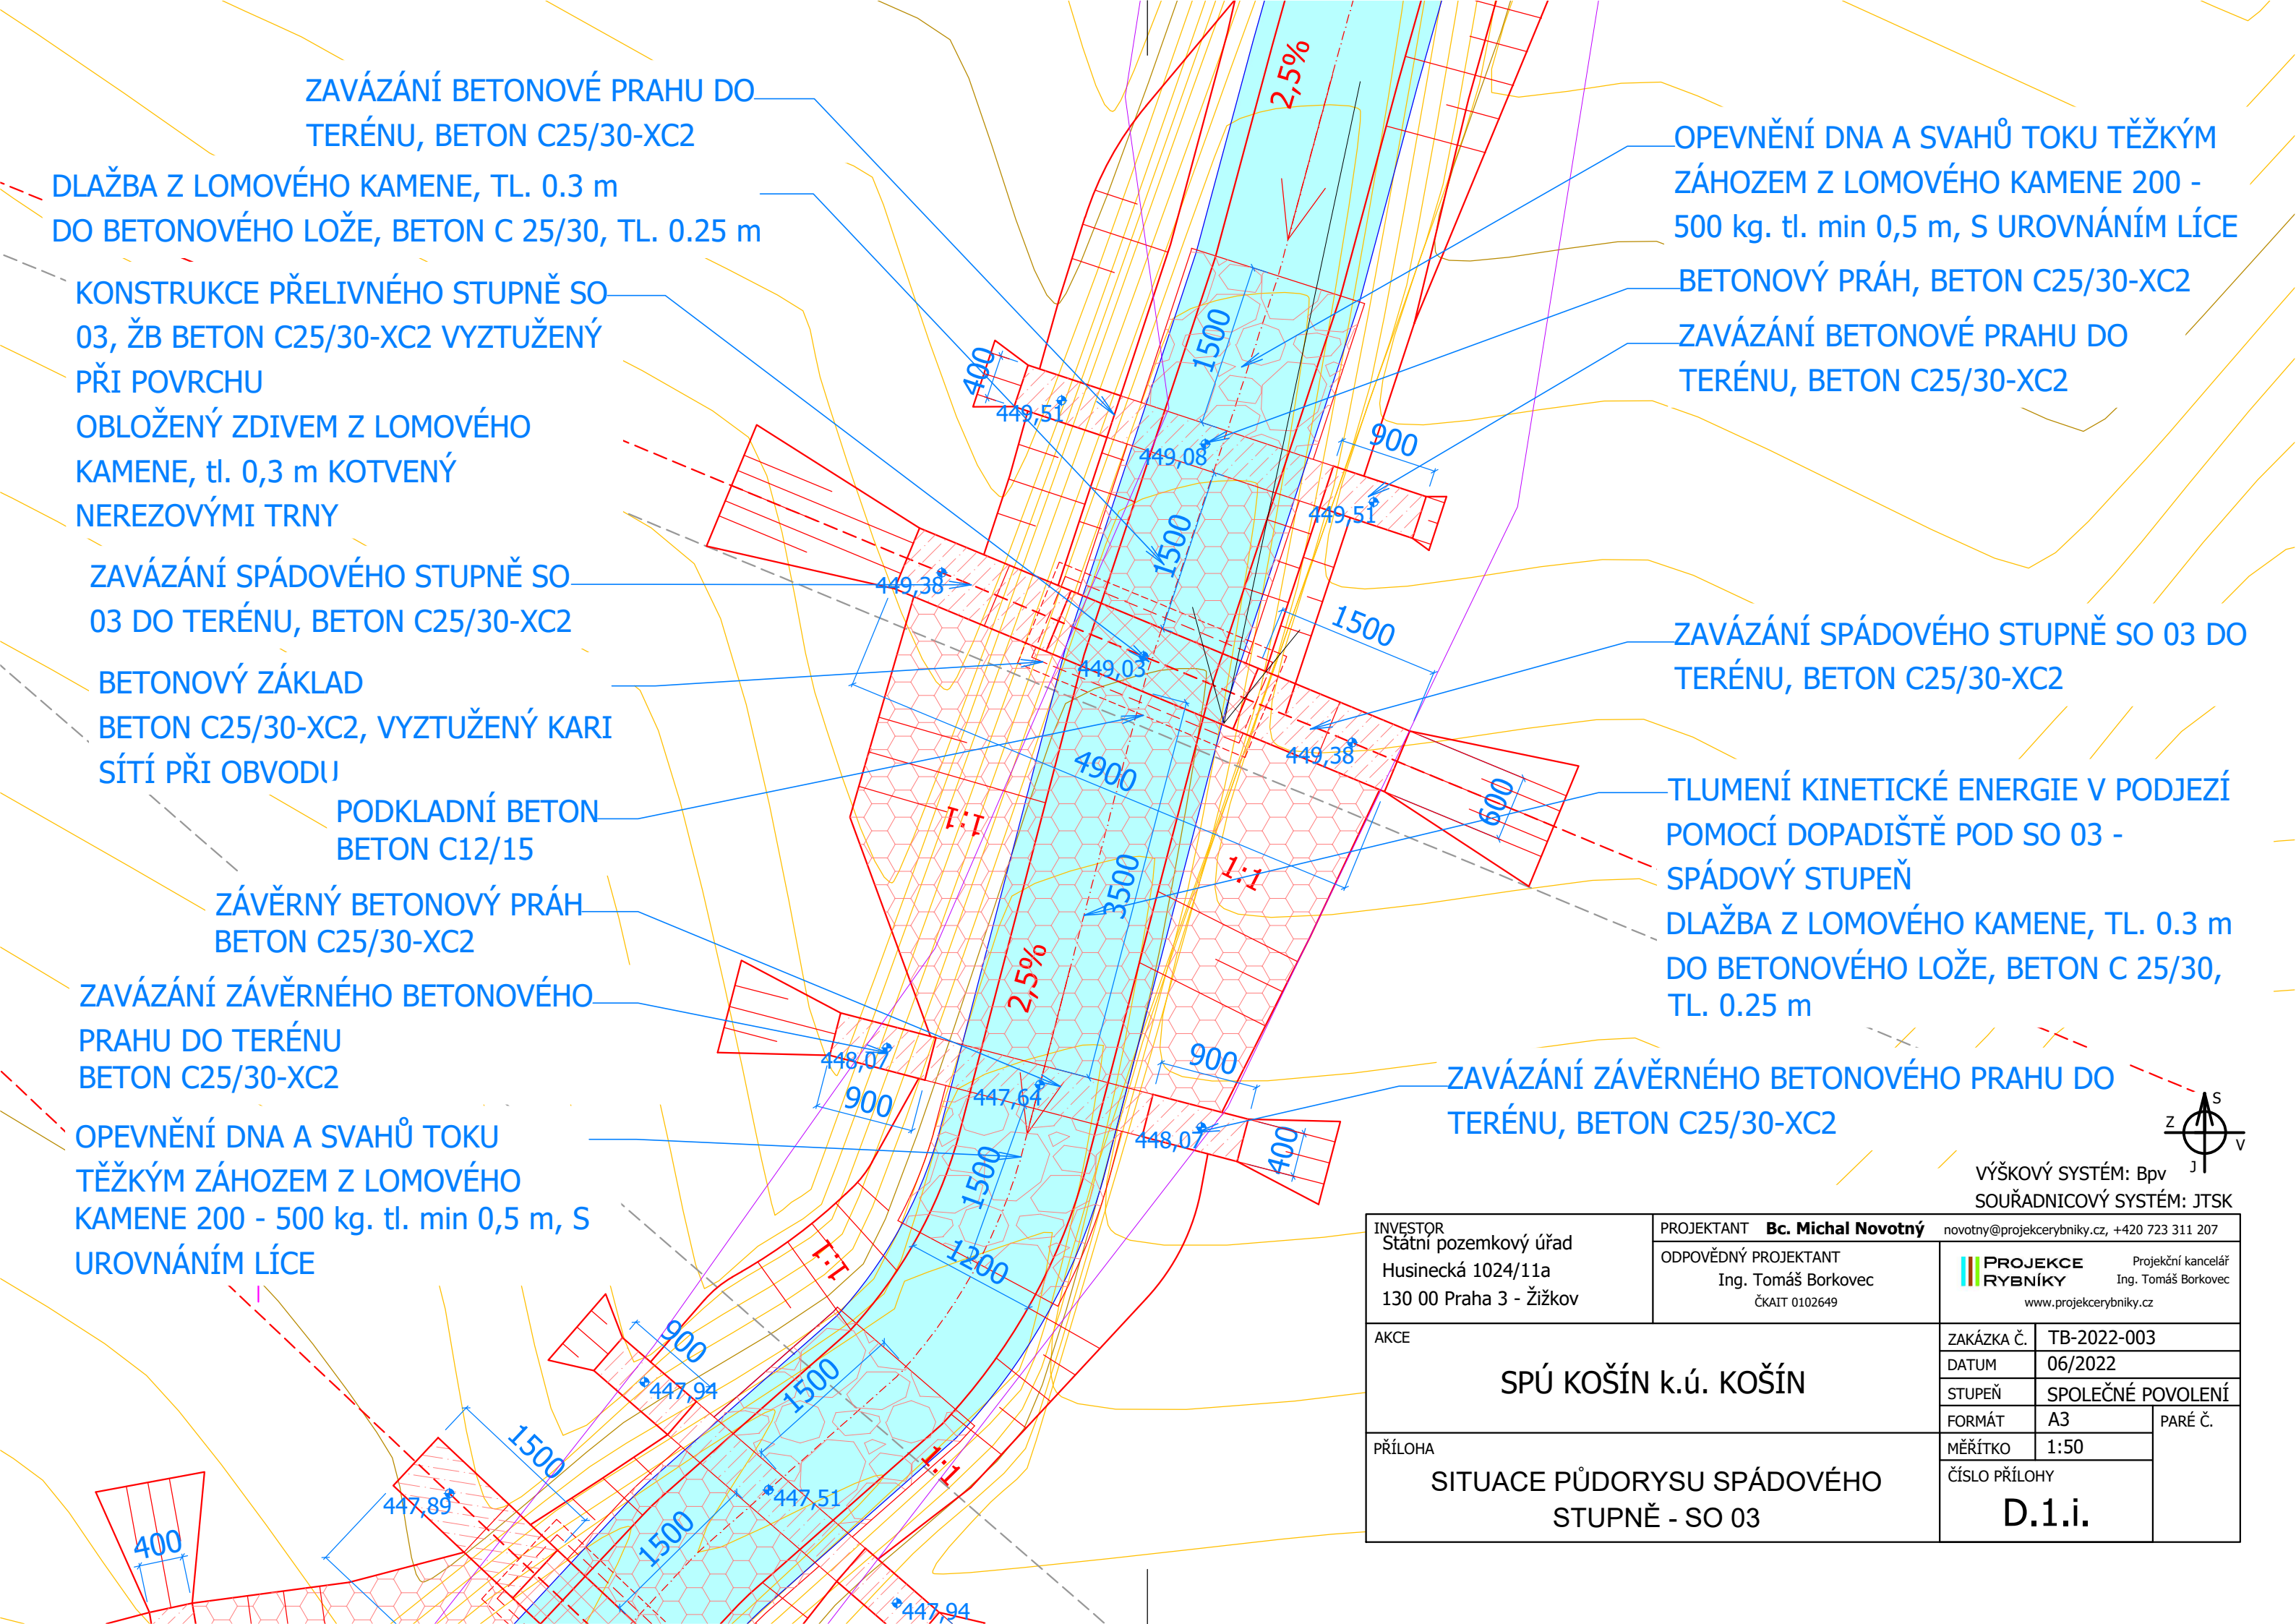 ZAVÁZÁNÍ BETONOVÉ PRAHU DO
TERÉNU, BETON C25/30-XC2
DLAŽBA Z LOMOVÉHO KAMENE, TL. 0.3 m
DO BETONOVÉHO LOŽE, BETON C 25/30, TL. 0.25 m
KONSTRUKCE PŘELIVNÉHO STUPNĚ SO
03, ŽB BETON C25/30-XC2 VYZTUŽENÝ
PŘI POVRCHU
OBLOŽENÝ ZDIVEM Z LOMOVÉHO
KAMENE, tl. 0,3 m KOTVENÝ
NEREZOVÝMI TRNY
ZAVÁZÁNÍ SPÁDOVÉHO STUPNĚ SO
03 DO TERÉNU, BETON C25/30-XC2
BETONOVÝ ZÁKLAD
BETON C25/30-XC2, VYZTUŽENÝ KARI
SÍTÍ PŘI OBVODU
PODKLADNÍ BETON
BETON C12/15
ZÁVĚRNÝ BETONOVÝ PRÁH
BETON C25/30-XC2
ZAVÁZÁNÍ ZÁVĚRNÉHO BETONOVÉHO
PRAHU DO TERÉNU
BETON C25/30-XC2
OPEVNĚNÍ DNA A SVAHŮ TOKU
TĚŽKÝM ZÁHOZEM Z LOMOVÉHO
KAMENE 200 - 500 kg. tl. min 0,5 m, S
UROVNÁNÍM LÍCE
2,5%
1500
400
449,51
449,08
900
449,51
1500
449,38
1500
449,03
449,38
4900
600
1:1
1:1
3500
2,5%
448,07
900
447,64
900
448,07
400
1500
1200
1:1
900
447,94
1500
1500
447,89
447,51
1:1
400
1500
447,94
OPEVNĚNÍ DNA A SVAHŮ TOKU TĚŽKÝM
ZÁHOZEM Z LOMOVÉHO KAMENE 200 -
500 kg. tl. min 0,5 m, S UROVNÁNÍM LÍCE
BETONOVÝ PRÁH, BETON C25/30-XC2
ZAVÁZÁNÍ BETONOVÉ PRAHU DO
TERÉNU, BETON C25/30-XC2
ZAVÁZÁNÍ SPÁDOVÉHO STUPNĚ SO 03 DO
TERÉNU, BETON C25/30-XC2
TLUMENÍ KINETICKÉ ENERGIE V PODJEZÍ
POMOCÍ DOPADIŠTĚ POD SO 03 -
SPÁDOVÝ STUPEŇ
DLAŽBA Z LOMOVÉHO KAMENE, TL. 0.3 m
DO BETONOVÉHO LOŽE, BETON C 25/30,
TL. 0.25 m
ZAVÁZÁNÍ ZÁVĚRNÉHO BETONOVÉHO PRAHU DO
TERÉNU, BETON C25/30-XC2
S
Z
V
J
VÝŠKOVÝ SYSTÉM: Bpv
SOUŘADNICOVÝ SYSTÉM: JTSK
INVESTOR
Státní pozemkový úřad
Husinecká 1024/11a
130 00 Praha 3 - Žižkov
PROJEKTANT Bc. Michal Novotný novotny@projekcerybniky.cz, +420 723 311 207
ODPOVĚDNÝ PROJEKTANT
Ing. Tomáš Borkovec
ČKAIT 0102649
PROJEKCE
RYBNÍKY
Projekční kancelář
Ing. Tomáš Borkovec
www.projekcerybniky.cz
AKCE
SPÚ KOŠÍN k.ú. KOŠÍN
ZAKÁZKA Č. TB-2022-003
DATUM 06/2022
STUPEŇ SPOLEČNÉ POVOLENÍ
FORMÁT A3
PARÉ Č.
MĚŘÍTKO 1:50
PŘÍLOHA
SITUACE PŮDORYSU SPÁDOVÉHO
STUPNĚ - SO 03
ČÍSLO PŘÍLOHY
D.1.i.